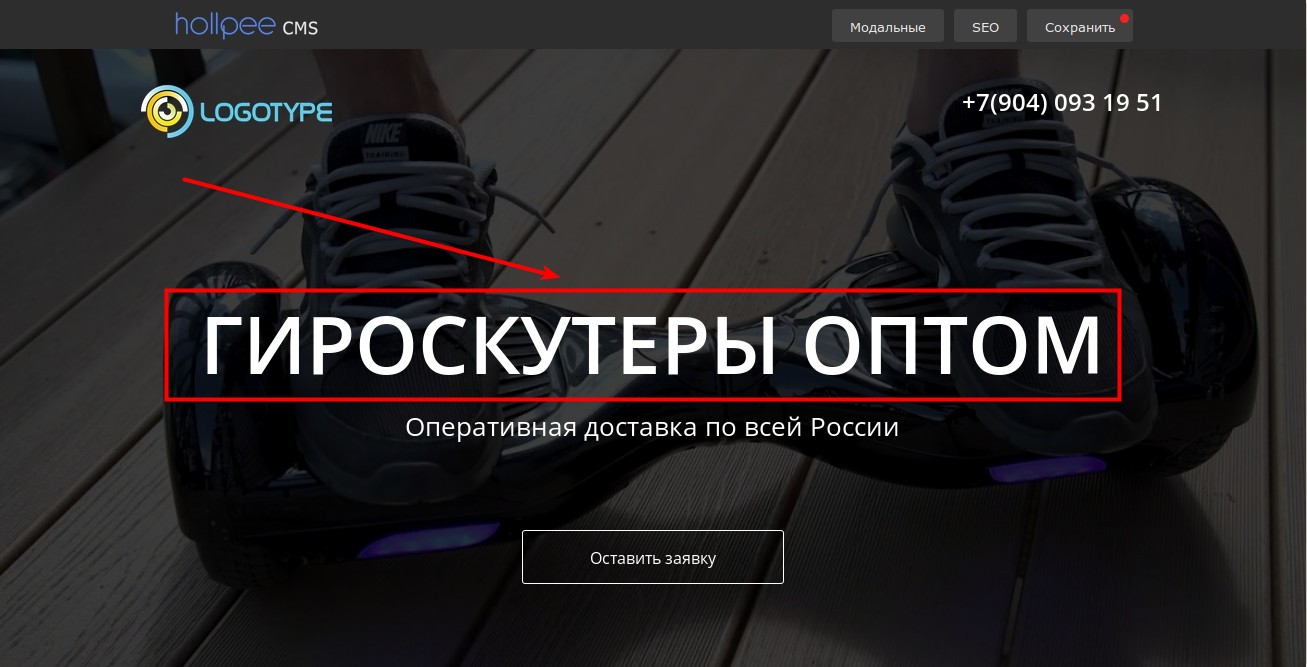 hollpee CMS
Модальные
SEO
Сохранить
LOGOTYPE
+7(904) 093 19 51
NIKE
TRAINING
ГИРОСКУТЕРЫ ОПТОМ
Оперативная доставка по всей России
Оставить заявку